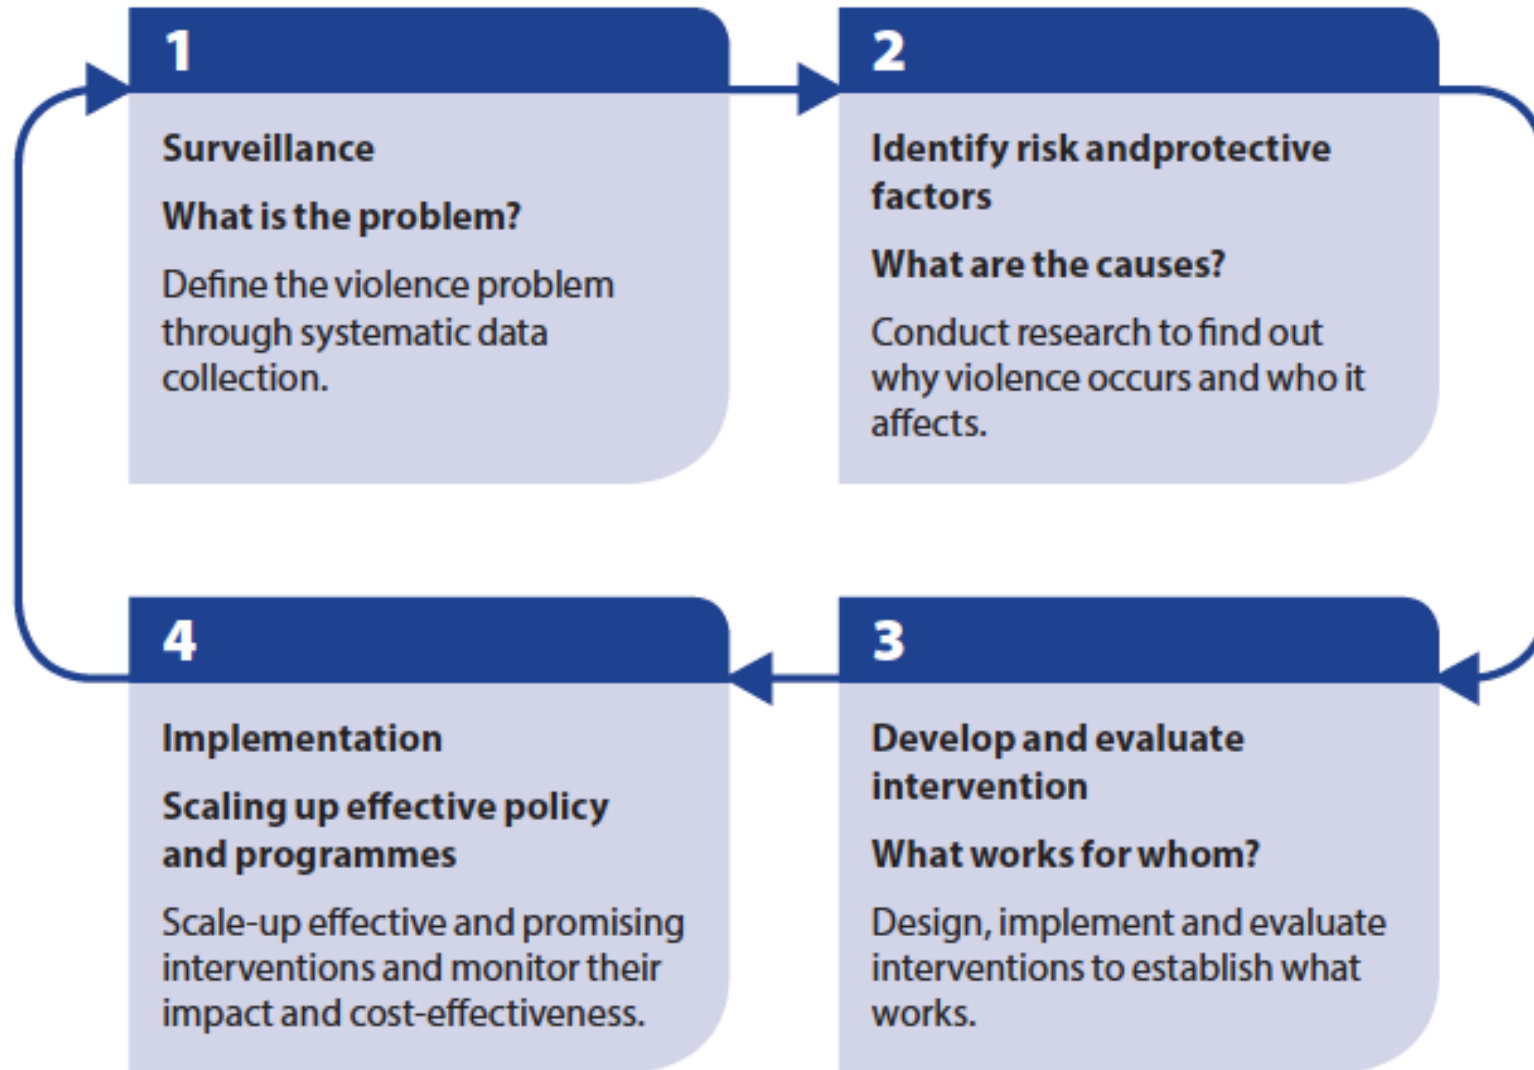 1
Surveillance
What is the problem?
Define the violence problem
through systematic data
collection.
2
Identify risk andprotective
factors
What are the causes?
Conduct research to find out
why violence occurs and who it
affects.
3
Develop and evaluate
intervention
What works for whom?
Design, implement and evaluate
interventions to establish what
works.
4
Implementation
Scaling up effective policy
and programmes
Scale-up effective and promising
interventions and monitor their
impact and cost-effectiveness.